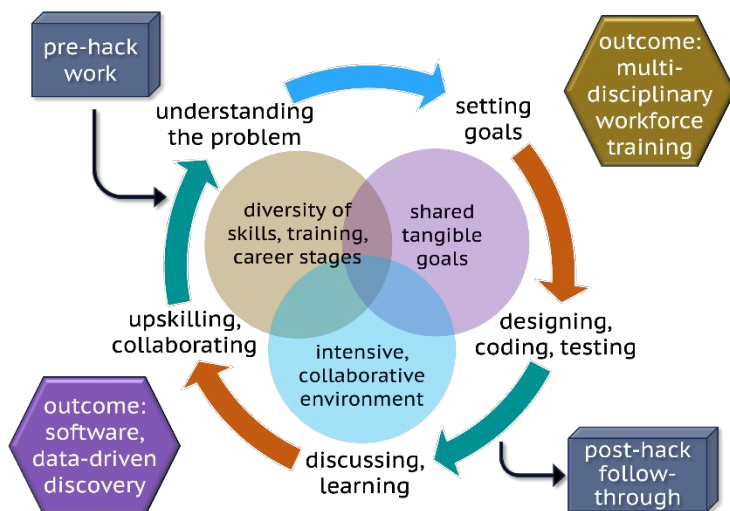 pre-hack
work
outcome:
multi-
disciplinary
workforce
training
understanding
the problem
setting
goals
diversity of
skills, training,
career stages
shared
tangible
goals
upskilling,
collaborating
designing,
coding, testing
intensive,
collaborative
environment
outcome:
software,
data-driven
discovery
discussing,
learning
post-hack
follow-
through